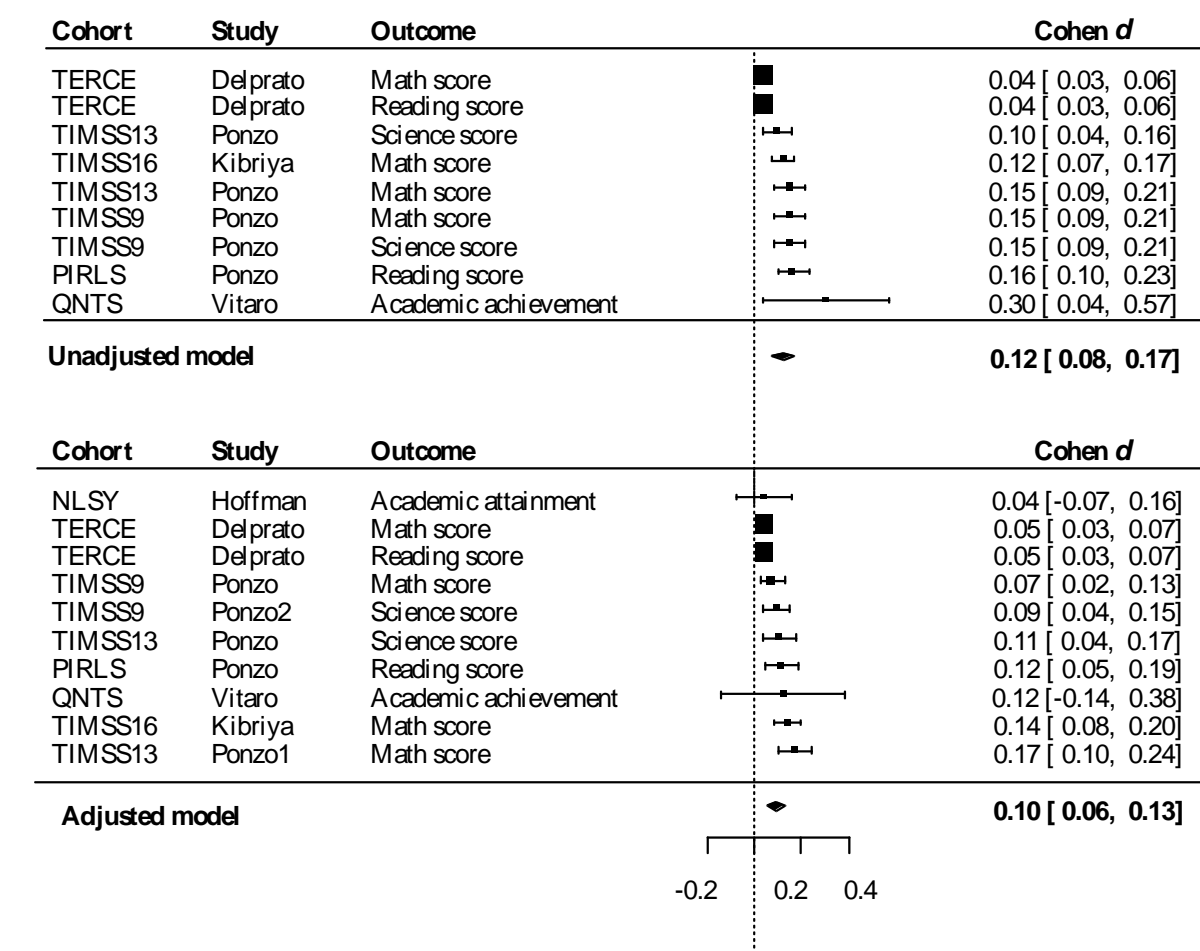 Cohort Study Outcome Cohen d
TERCE Delprato Math score 0.04 [ 0.03, 0.06]
TERCE Delprato Reading score 0.04 [ 0.03, 0.06]
TIMSS13 Ponzo Science score 0.10 [ 0.04, 0.16]
TIMSS16 Kibriya Math score 0.12 [ 0.07, 0.17]
TIMSS13 Ponzo Math score 0.15 [ 0.09, 0.21]
TIMSS9 Ponzo Math score 0.15 [ 0.09, 0.21]
TIMSS9 Ponzo Science score 0.15 [ 0.09, 0.21]
PIRLS Ponzo Reading score 0.16 [ 0.10, 0.23]
QNTS Vitaro Academic achievement 0.30 [ 0.04, 0.57]
Unadjusted model 0.12 [ 0.08, 0.17]
Cohort Study Outcome Cohen d
NLSY Hoffman Academic attainment 0.04 [-0.07, 0.16]
TERCE Delprato Math score 0.05 [ 0.03, 0.07]
TERCE Delprato Reading score 0.05 [ 0.03, 0.07]
TIMSS9 Ponzo Math score 0.07 [ 0.02, 0.13]
TIMSS9 Ponzo2 Science score 0.09 [ 0.04, 0.15]
TIMSS13 Ponzo Science score 0.11 [ 0.04, 0.17]
PIRLS Ponzo Reading score 0.12 [ 0.05, 0.19]
QNTS Vitaro Academic achievement 0.12 [-0.14, 0.38]
TIMSS16 Kibriya Math score 0.14 [ 0.08, 0.20]
TIMSS13 Ponzo1 Math score 0.17 [ 0.10, 0.24]
Adjusted model 0.10 [ 0.06, 0.13]
-0.2 0.2 0.4